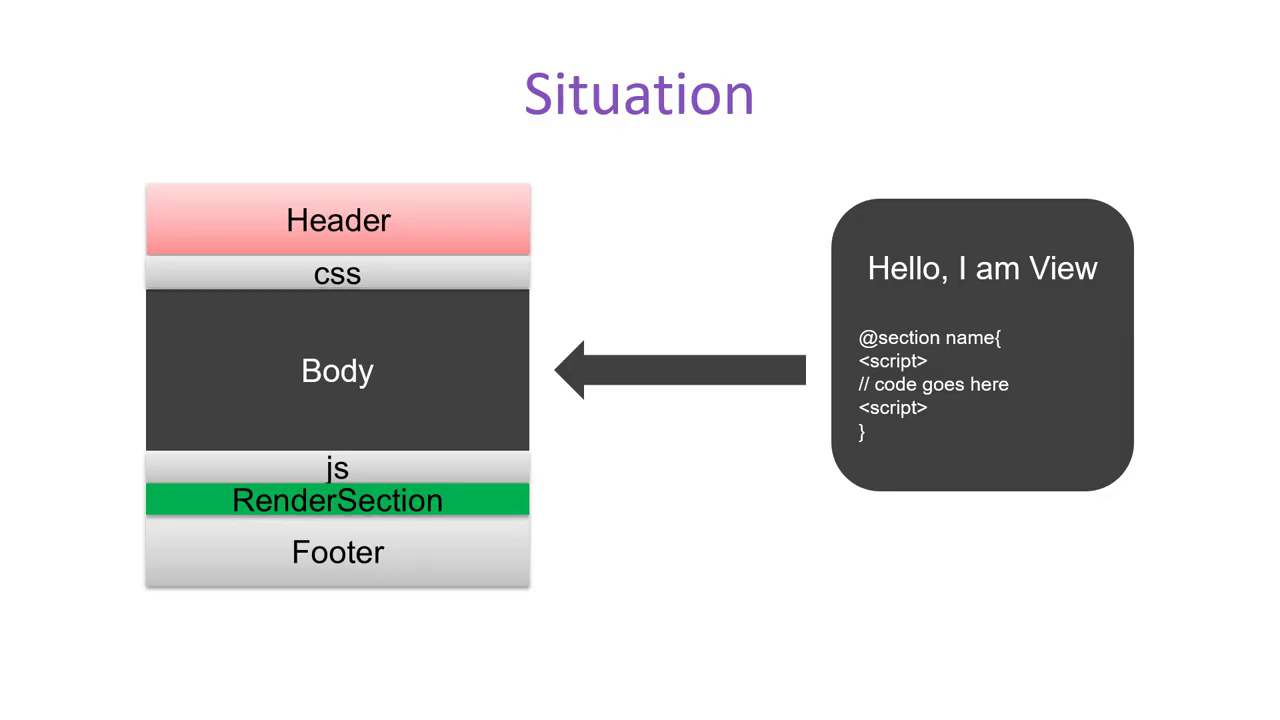 Situation
Header
css
Body
js
RenderSection
Footer
Hello, I am View
@section name{
<script>
// code goes here
<script>
}